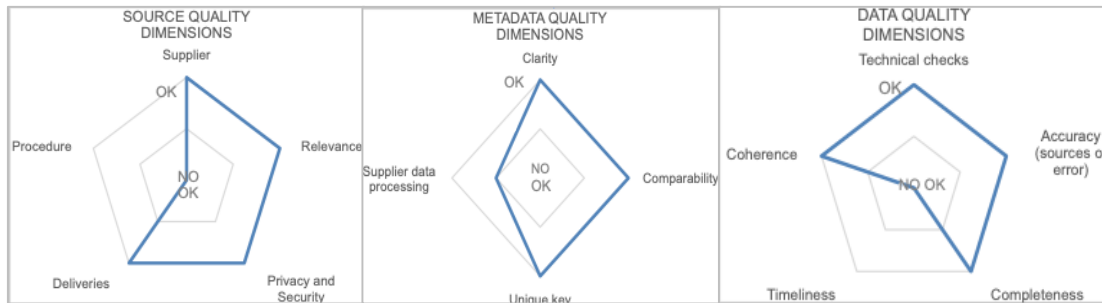 SOURCE QUALITY
DIMENSIONS
Supplier
OK
Procedure
Relevance
NO
OK
Deliveries
Privacy and
Security
METADATA QUALITY
DIMENSIONS
Clarity
OK
Supplier data
processing
NO
OK
Comparability
Unique key
DATA QUALITY
DIMENSIONS
Technical checks
OK
Coherence
Accuracy
(sources o
error)
NO OK
Timeliness
Completeness